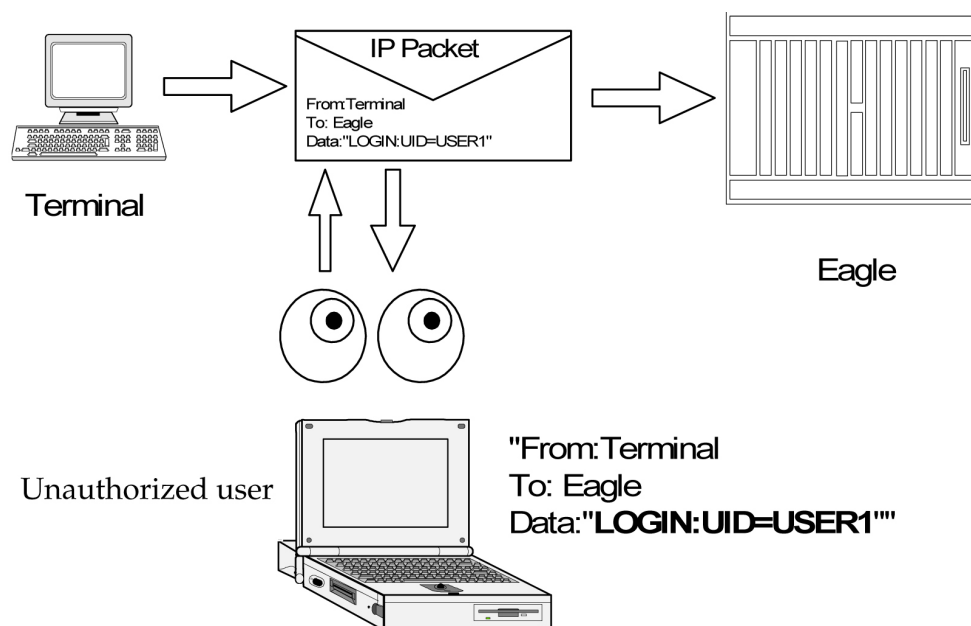 IP Packet
From:Terminal
To: Eagle
Data:"LOGIN:UID=USER1"
Terminal
Eagle
Unauthorized user
"From:Terminal
To: Eagle
Data:"LOGIN:UID=USER1""